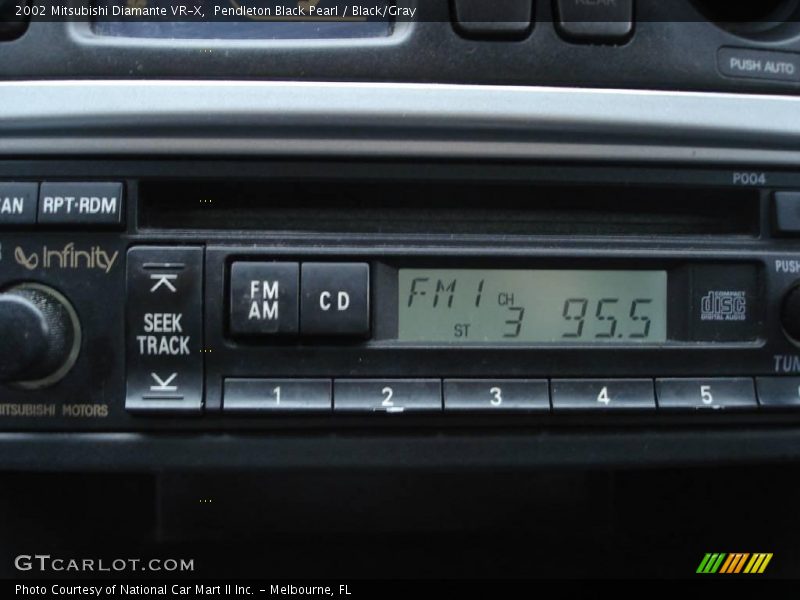 2002 Mitsubishi Diamante VR-X,  Pendleton Black Pearl / Black/Gray
REAR
PUSH AUTO
P004
AN
RPT·RDM
Infinity
FM
AM
CD
FM1
CH
3
95.5
ST
COMPACT
disc
DIGITAL AUDIO
PUSH
SEEK
TRACK
TUN
1
2
3
4
5
MITSUBISHI MOTORS
GTCARLOT.COM
Photo Courtesy of National Car Mart II Inc. – Melbourne, FL